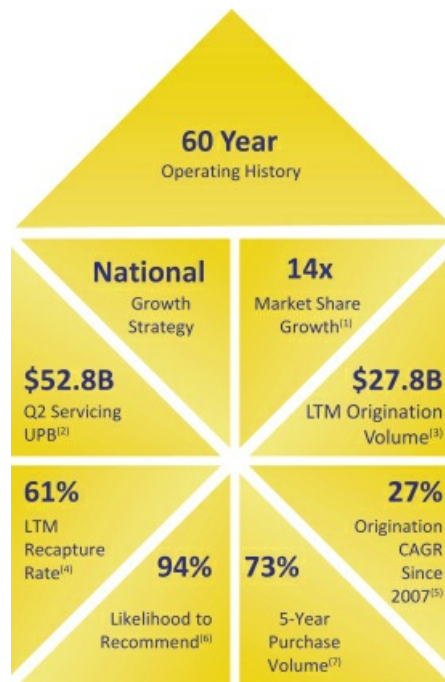 60 Year
Operating History
National
Growth
Strategy
14x
Market Share
Growth(1)
$52.8B
Q2 Servicing
UPB(2)
$27.8B
LTM Origination
Volume(3)
61%
LTM
Recapture
Rate(4)
94%
Likelihood to
Recommend(6)
73%
5-Year
Purchase
Volume(7)
27%
Origination
CAGR
Since
2007(5)